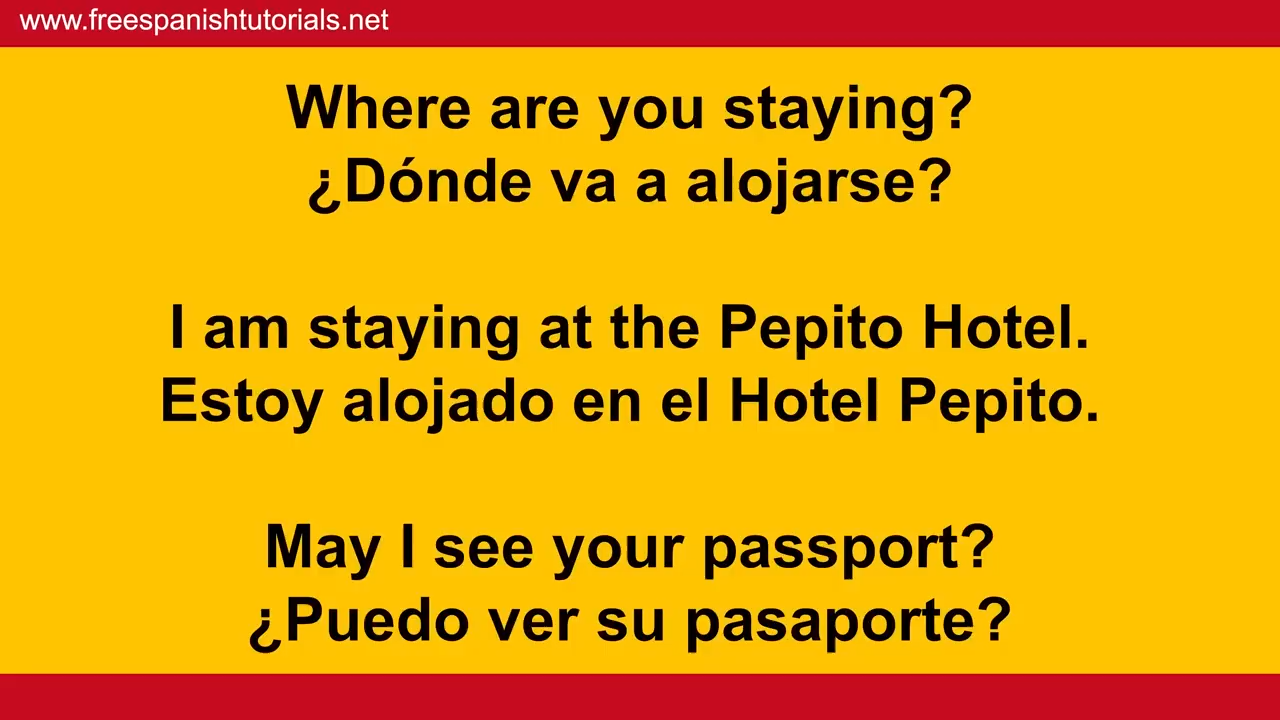 www.freespanishtutorials.net
Where are you staying?
¿Dónde va a alojarse?
I am staying at the Pepito Hotel.
Estoy alojado en el Hotel Pepito.
May I see your passport?
¿Puedo ver su pasaporte?